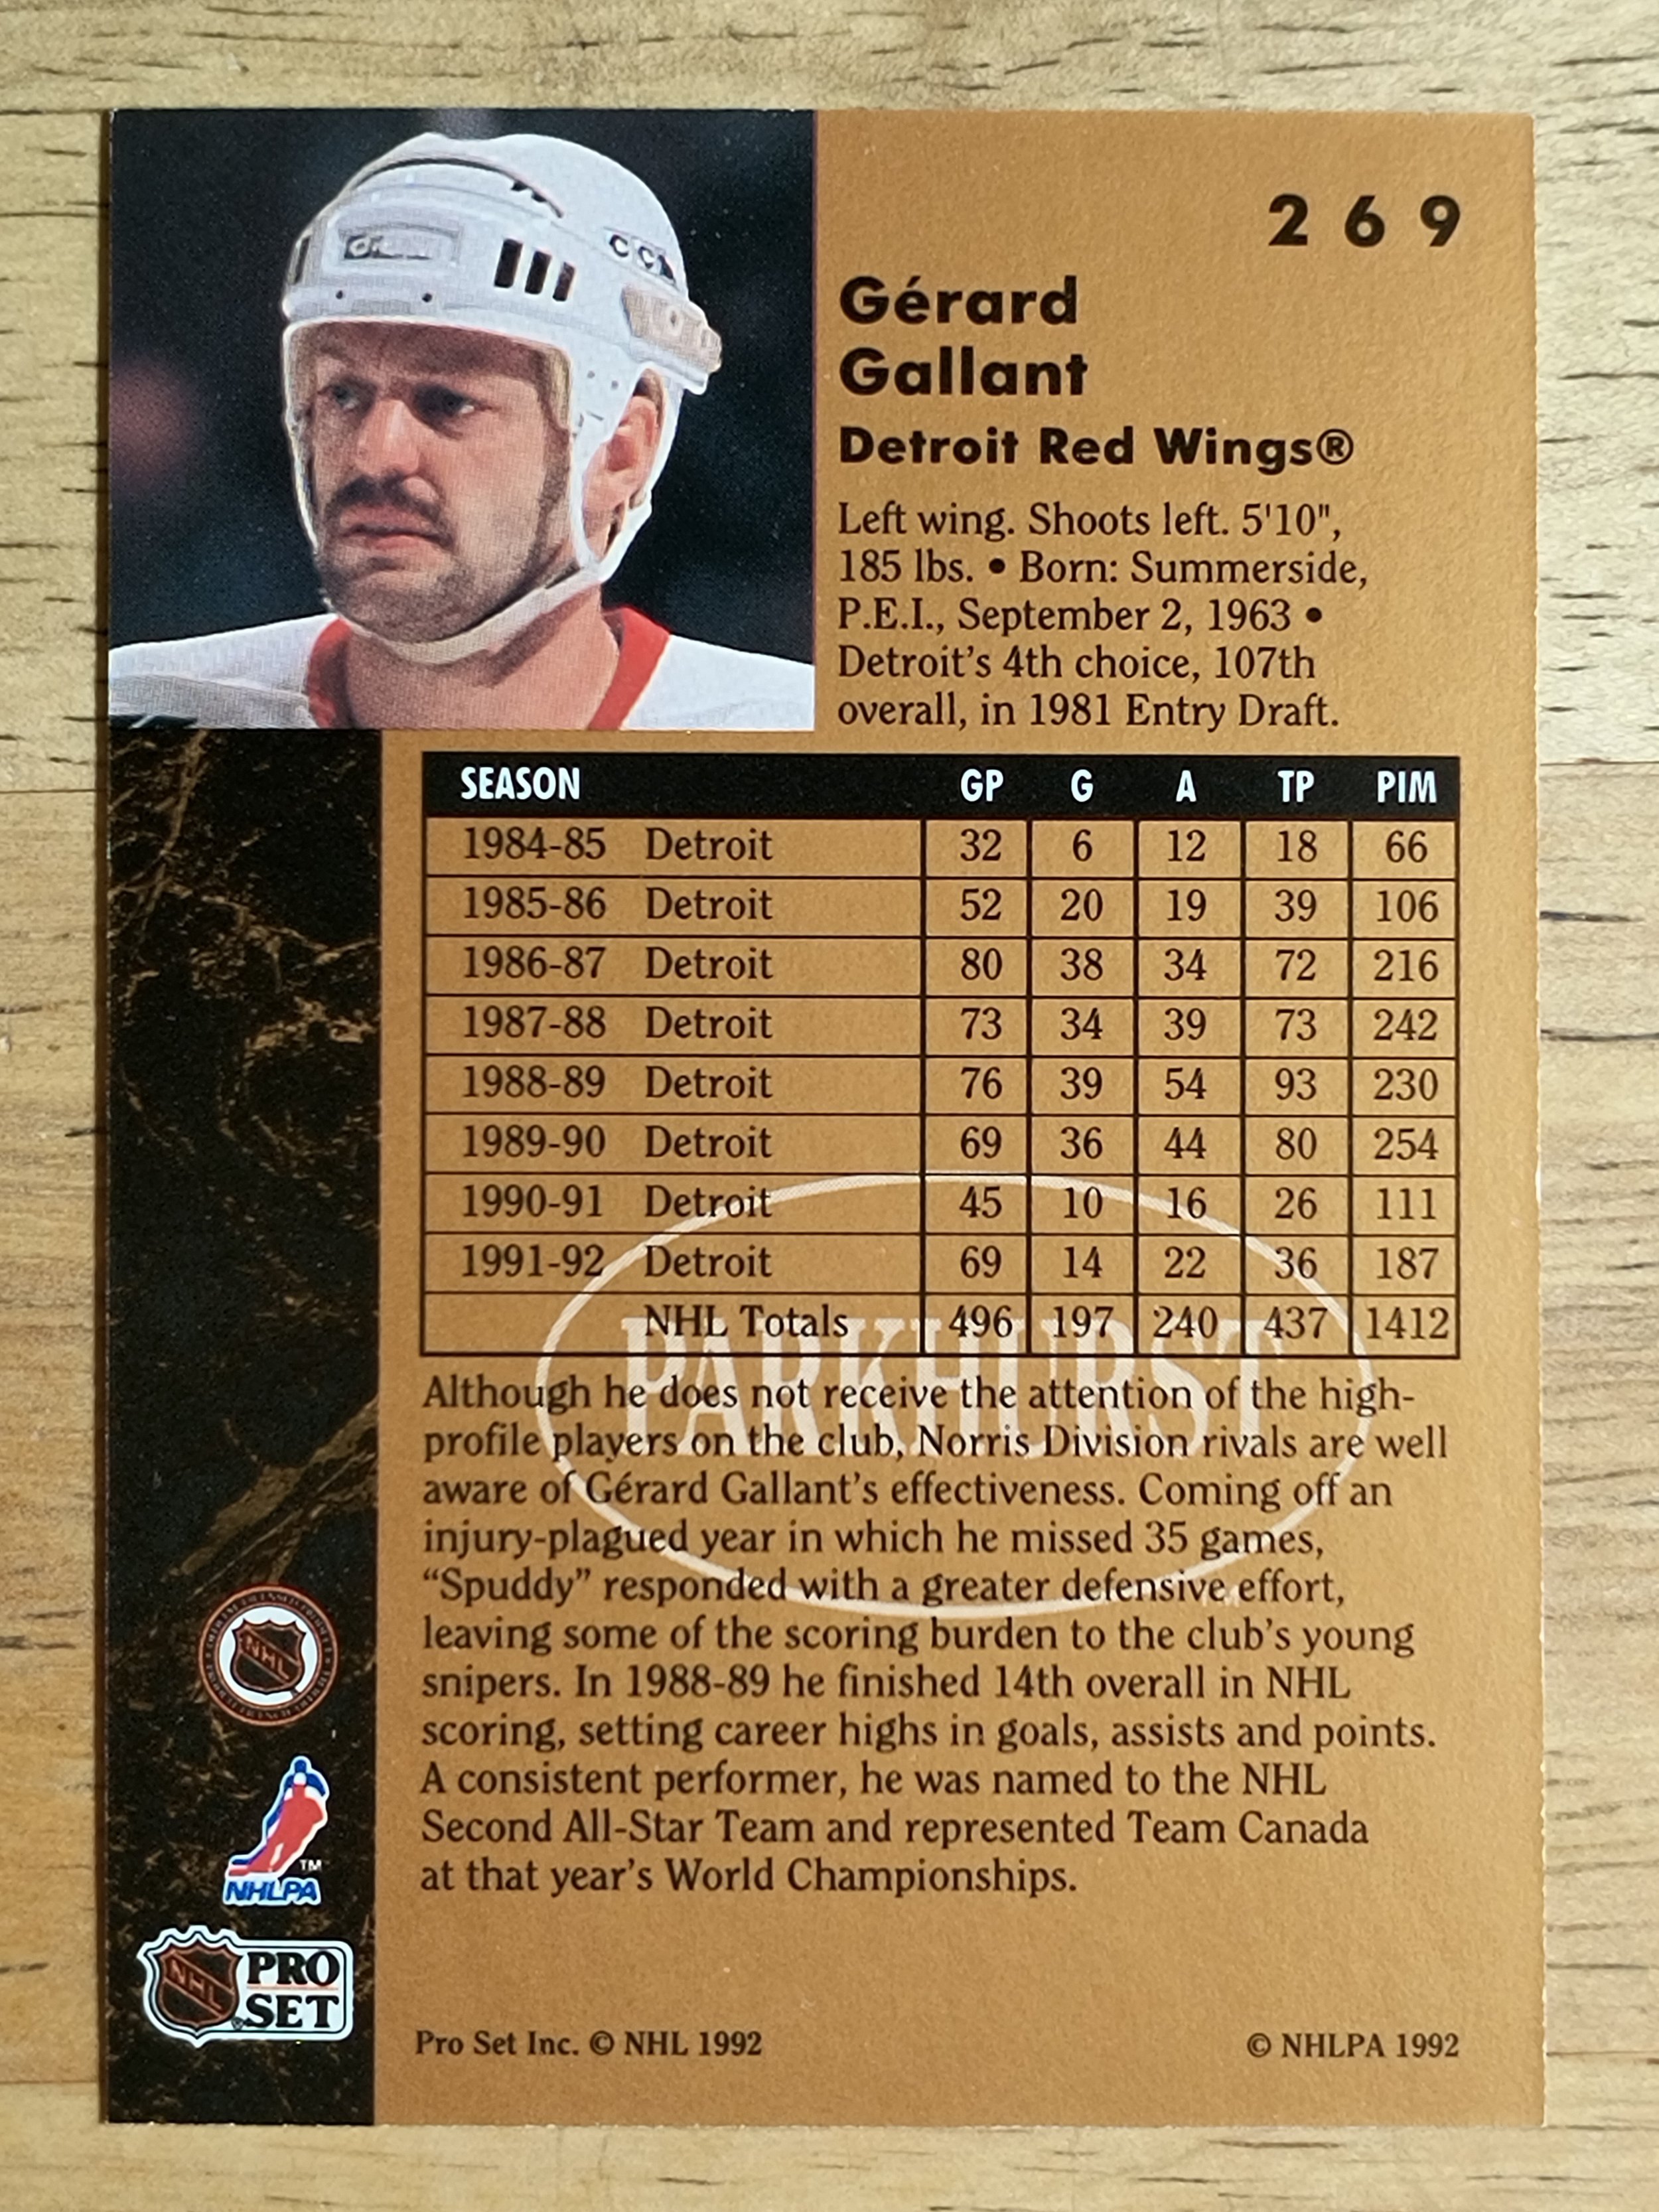 269
Gérard
Gallant
Detroit Red Wings®
Left wing. Shoots left. 5'10",
185 lbs. • Born: Summerside,
P.E.I., September 2, 1963 •
Detroit's 4th choice, 107th
overall, in 1981 Entry Draft.
SEASON GP G A TP PIM
1984-85 Detroit 32 6 12 18 66
1985-86 Detroit 52 20 19 39 106
1986-87 Detroit 80 38 34 72 216
1987-88 Detroit 73 34 39 73 242
1988-89 Detroit 76 39 54 93 230
1989-90 Detroit 69 36 44 80 254
1990-91 Detroit 45 10 16 26 111
1991-92 Detroit 69 14 22 36 187
NHL Totals 496 197 240 437 1412
PARKHURST
Although he does not receive the attention of the high-
profile players on the club, Norris Division rivals are well
aware of Gérard Gallant's effectiveness. Coming off an
injury-plagued year in which he missed 35 games,
“Spuddy” responded with a greater defensive effort,
leaving some of the scoring burden to the club's young
snipers. In 1988-89 he finished 14th overall in NHL
scoring, setting career highs in goals, assists and points.
A consistent performer, he was named to the NHL
Second All-Star Team and represented Team Canada
at that year's World Championships.
NHL
TM
NHLPA
NHL
PRO
SET
Pro Set Inc. © NHL 1992
© NHLPA 1992